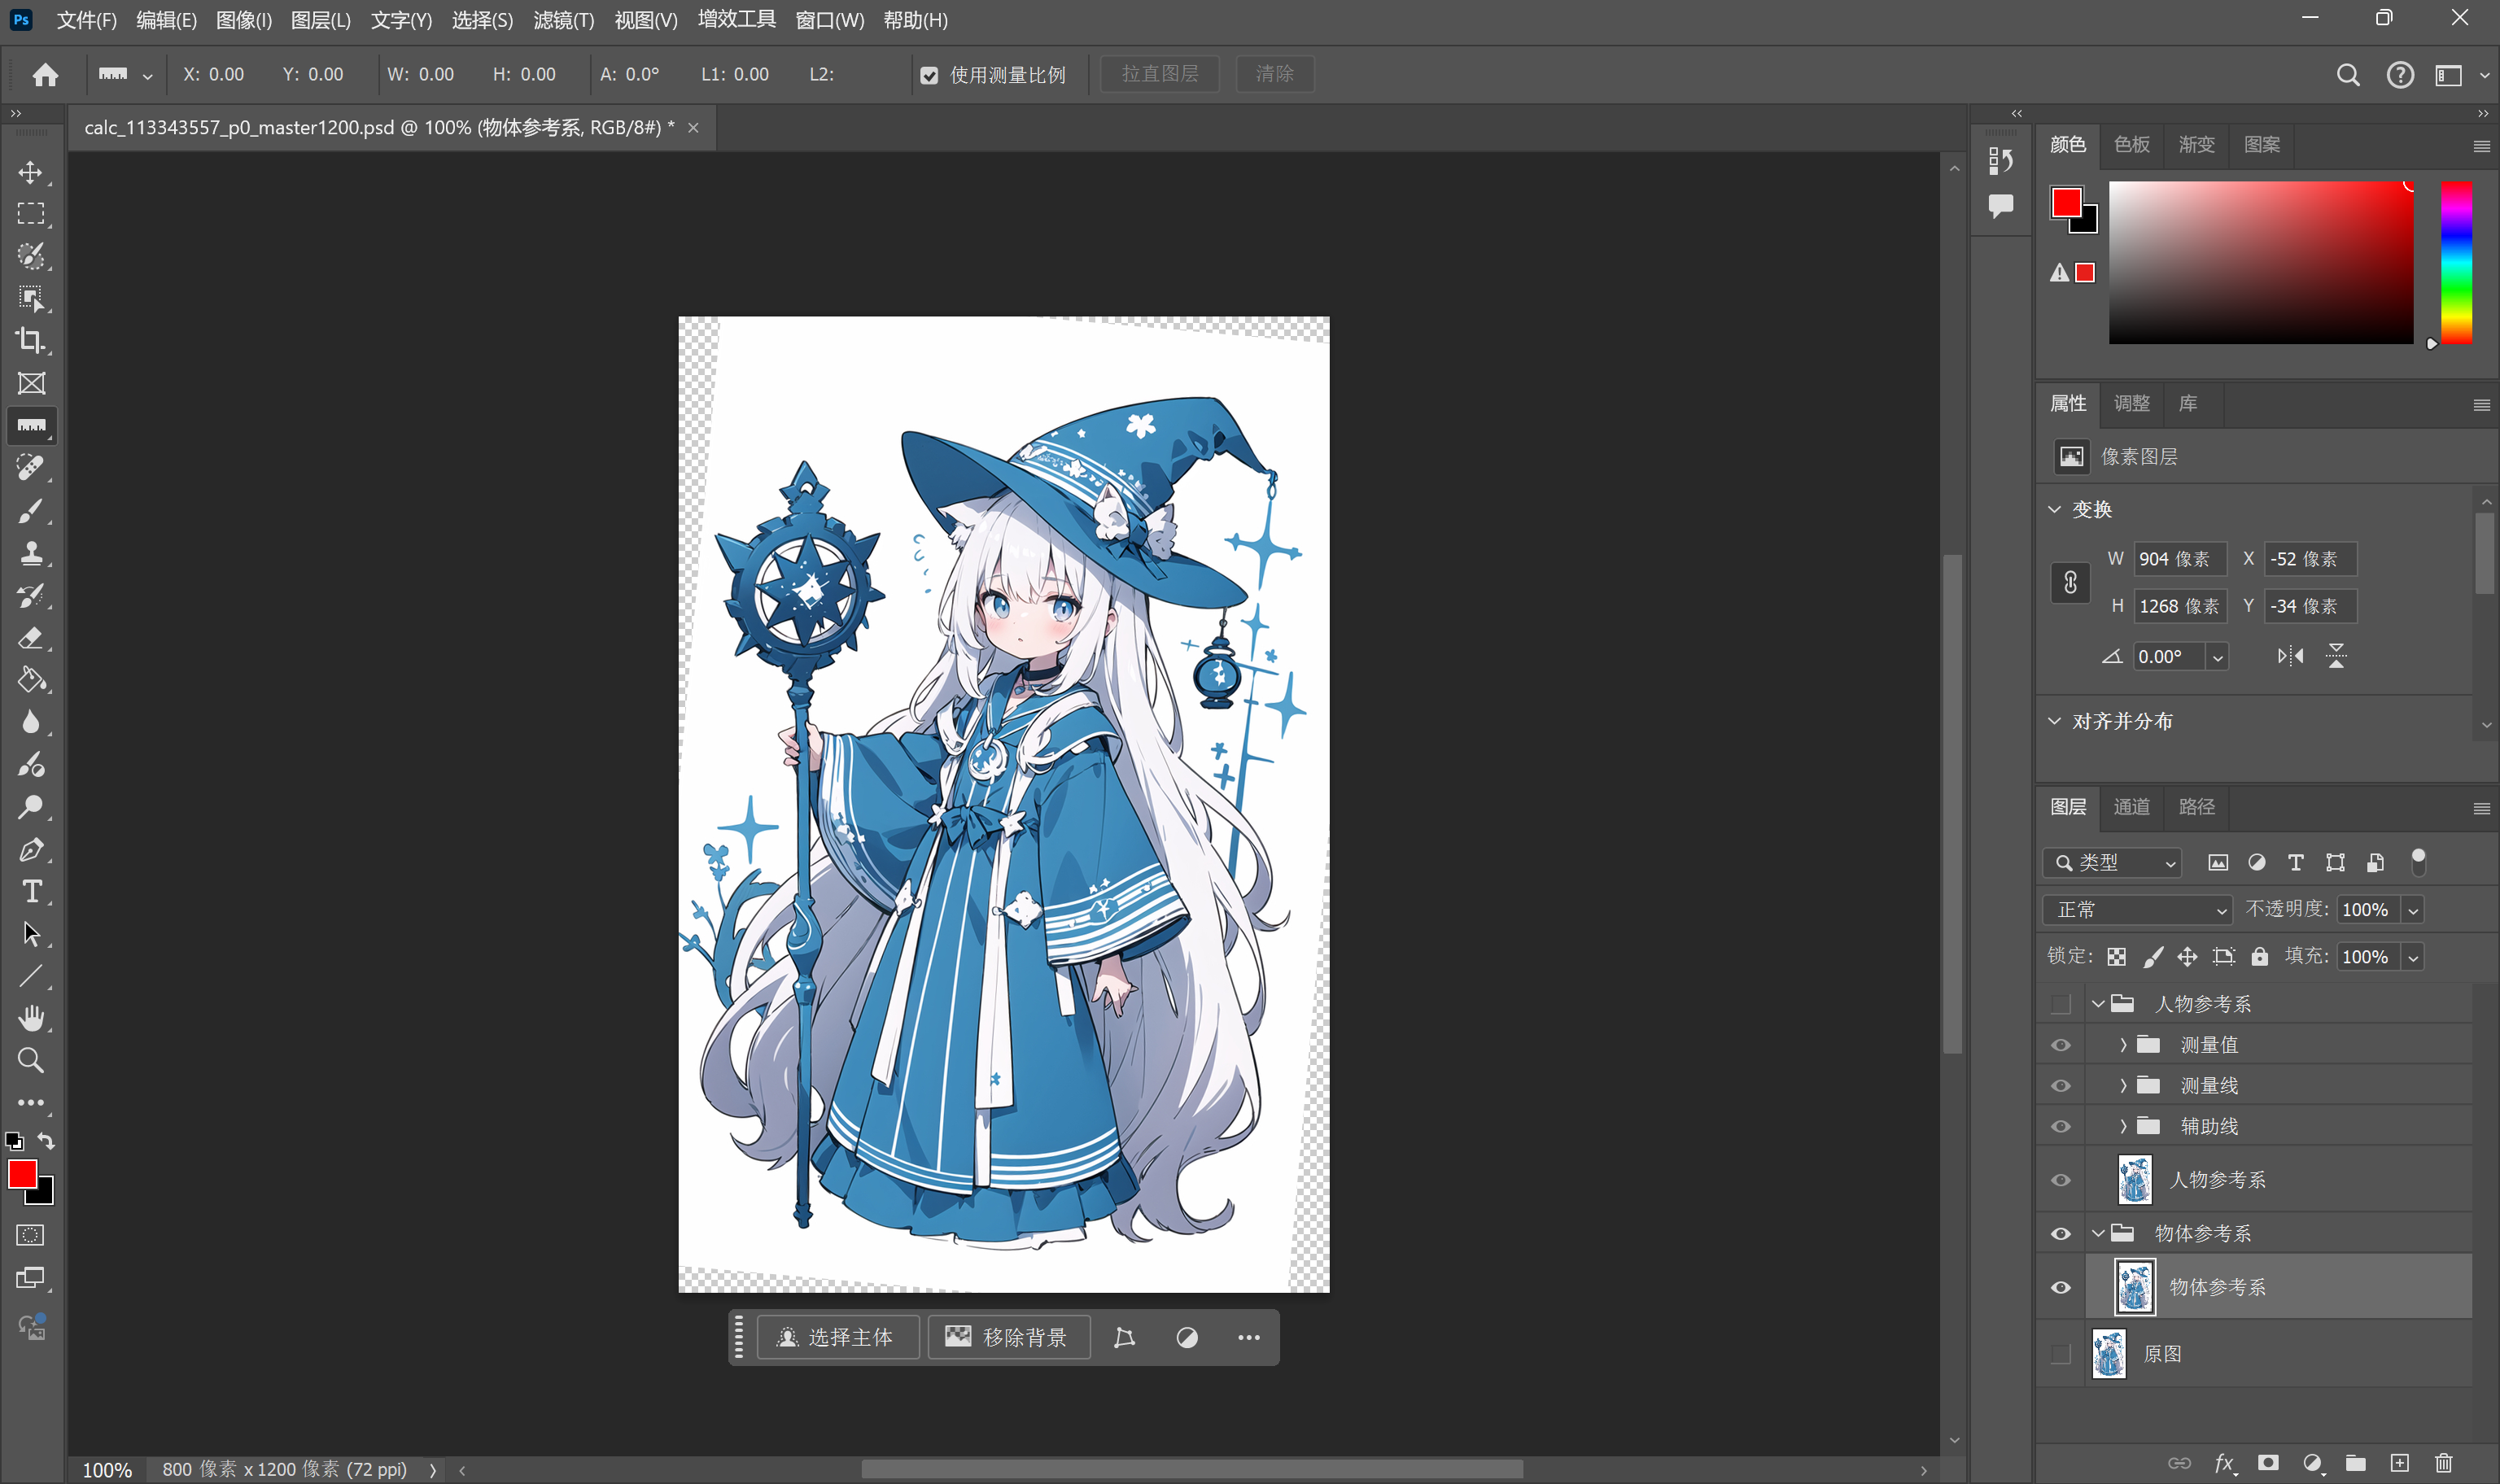 Ps 文件(F) 编辑(E) 图像(I) 图层(L) 文字(Y) 选择(S) 滤镜(T) 视图(V) 增效工具 窗口(W) 帮助(H)
X: 0.00 Y: 0.00 W: 0.00 H: 0.00 A: 0.0° L1: 0.00 L2: 使用测量比例 拉直图层 清除
calc_113343557_p0_master1200.psd @ 100% (物体参考系, RGB/8#) * ×
颜色 色板 渐变 图案
属性 调整 库
像素图层
变换
W 904 像素 X -52 像素
H 1268 像素 Y -34 像素
0.00°
对齐并分布
图层 通道 路径
类型
正常 不透明度: 100%
锁定: 填充: 100%
人物参考系
测量值
测量线
辅助线
人物参考系
物体参考系
物体参考系
原图
选择主体 移除背景
fx
100% 800 像素 x 1200 像素 (72 ppi)